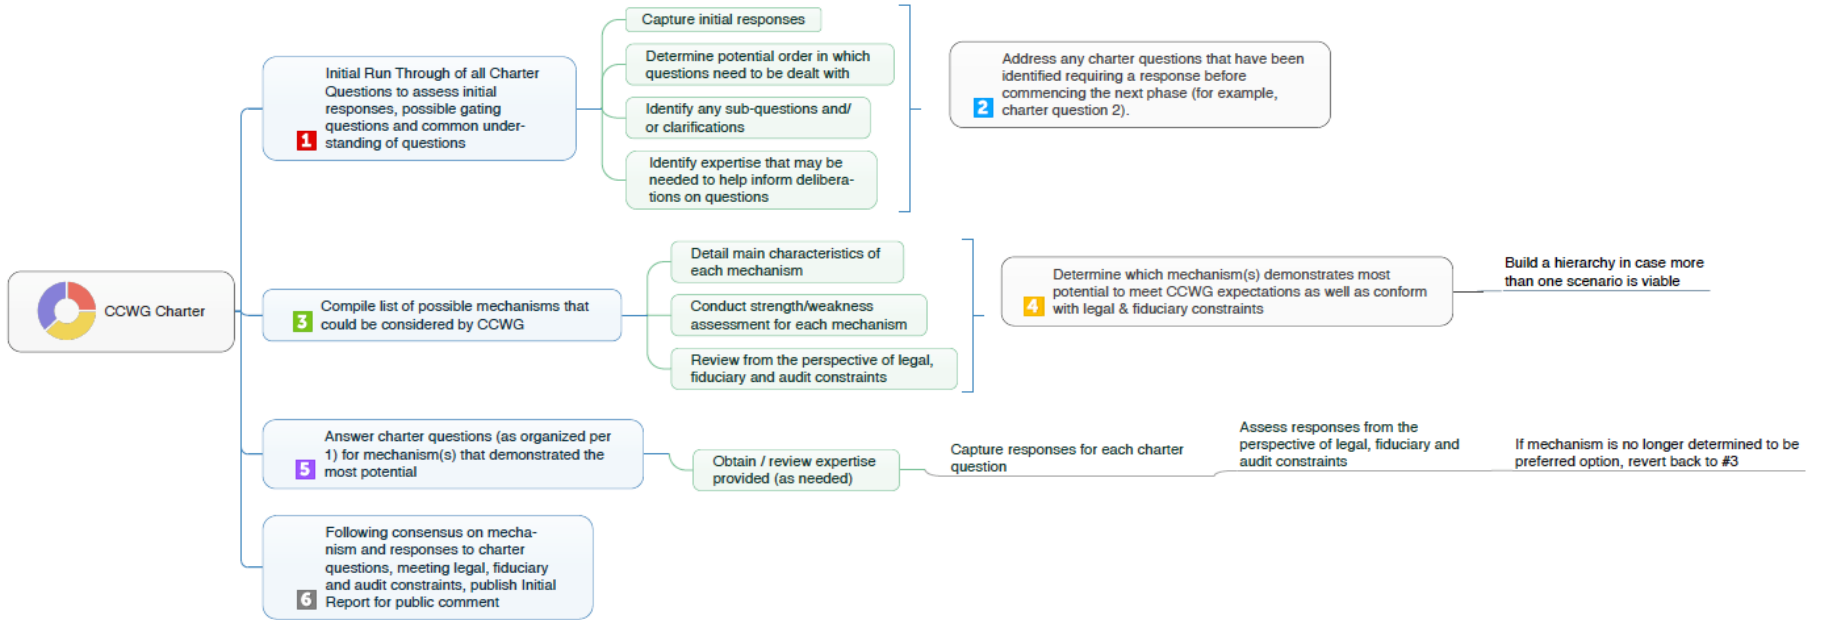 CCWG Charter
Initial Run Through of all Charter
Questions to assess initial
responses, possible gating
questions and common under-
1 standing of questions
Capture initial responses
Determine potential order in which
questions need to be dealt with
Identify any sub-questions and/
or clarifications
Identify expertise that may be
needed to help inform delibera-
tions on questions
Address any charter questions that have been
identified requiring a response before
commencing the next phase (for example,
2 charter question 2).
Compile list of possible mechanisms that
3 could be considered by CCWG
Detail main characteristics of
each mechanism
Conduct strength/weakness
assessment for each mechanism
Review from the perspective of legal,
fiduciary and audit constraints
Determine which mechanism(s) demonstrates most
potential to meet CCWG expectations as well as conform
4 with legal & fiduciary constraints
Build a hierarchy in case more
than one scenario is viable
Answer charter questions (as organized per
1) for mechanism(s) that demonstrated the
5 most potential
Obtain / review expertise
provided (as needed)
Capture responses for each charter
question
Assess responses from the
perspective of legal, fiduciary and
audit constraints
If mechanism is no longer determined to be
preferred option, revert back to #3
Following consensus on mecha-
nism and responses to charter
questions, meeting legal, fiduciary
and audit constraints, publish Initial
6 Report for public comment